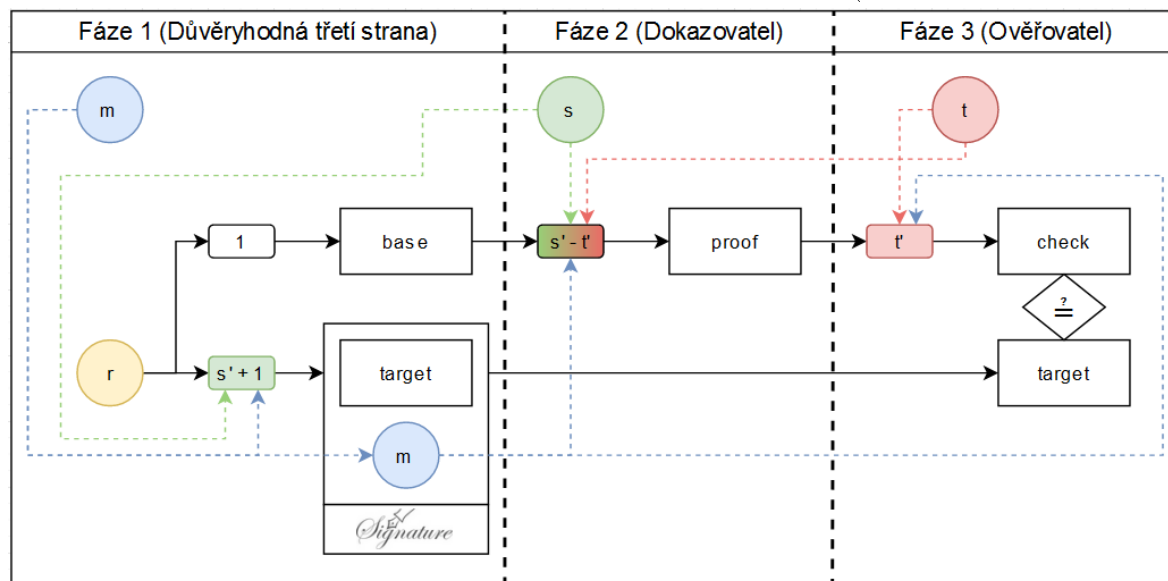 Fáze 1 (Důvěryhodná třetí strana) Fáze 2 (Dokazovatel) Fáze 3 (Ověřovatel)
m s t
1 base s' - t' proof t' check
?
=
r s' + 1 target target
m
Signature